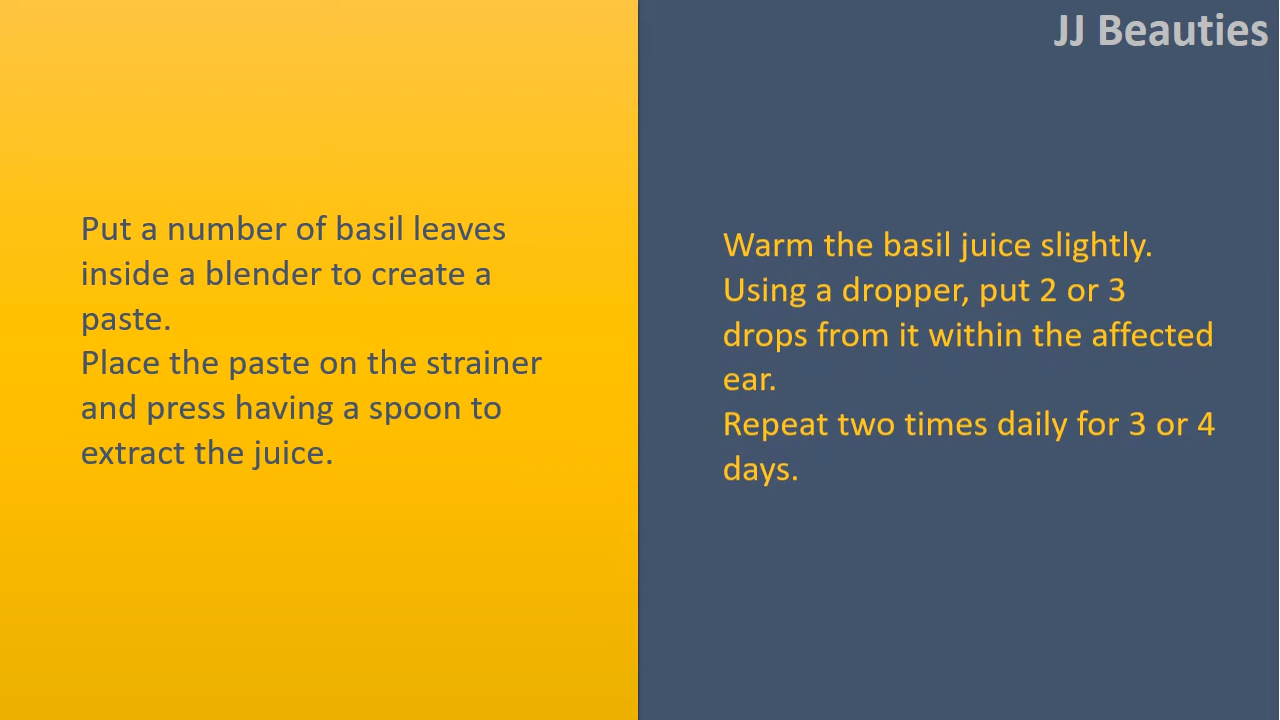 JJ Beauties
Put a number of basil leaves
inside a blender to create a
paste.
Place the paste on the strainer
and press having a spoon to
extract the juice.
Warm the basil juice slightly.
Using a dropper, put 2 or 3
drops from it within the affected
ear.
Repeat two times daily for 3 or 4
days.